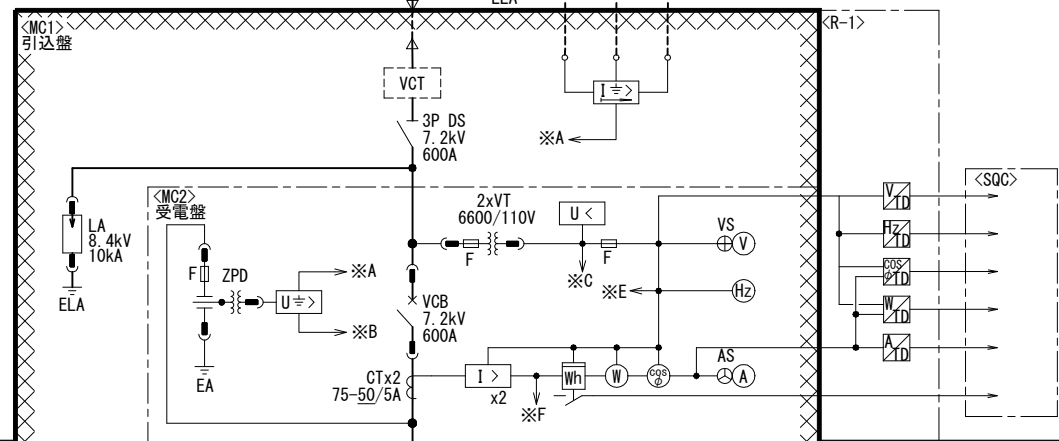 ELA
<MC1>
引込盤
<R-1>
VCT
I⏚>
※A
3P DS
7.2kV
600A
<SQC>
<MC2>
受電盤
2xVT
6600/110V
U<
V/TD
LA
8.4kV
10kA
VS
V
F
F
Hz/TD
F
ZPD
※A
※C
※E
Hz
COSφ/TD
ELA
U⏚>
VCB
7.2kV
600A
※B
W/TD
A/TD
EA
CTx2
75-50/5A
I>
x2
Wh
W
cosφ
AS
A
※F